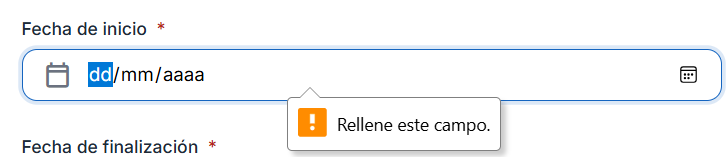 Fecha de inicio *
dd/mm/aaaa
Rellene este campo.
Fecha de finalización *